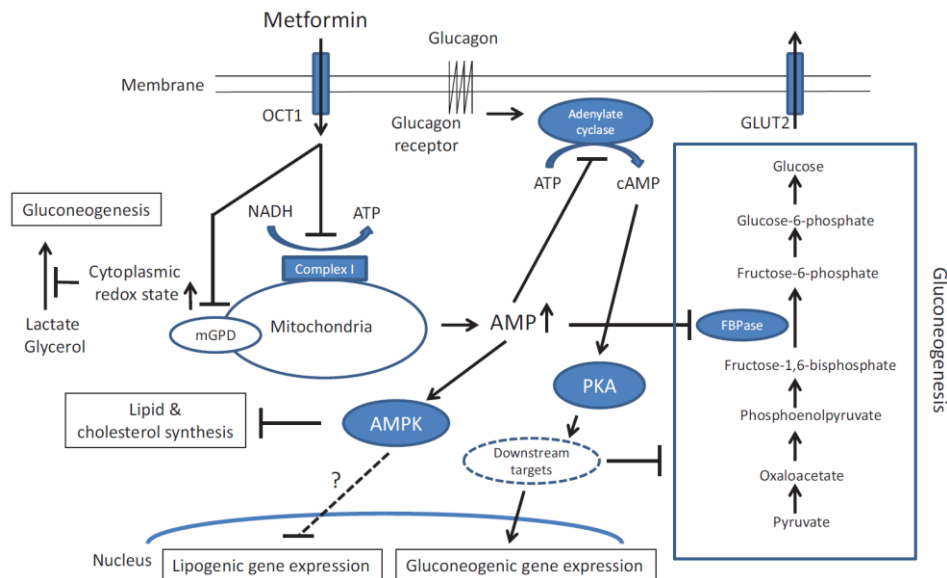 Metformin
Glucagon
Membrane
OCT1
Glucagon
receptor
Adenylate
cyclase
GLUT2
ATP
cAMP
Gluconeogenesis
NADH
ATP
Complex I
Cytoplasmic
redox state
Lactate
Glycerol
mGPD
Mitochondria
AMP
FBPase
Glucose
Glucose-6-phosphate
Fructose-6-phosphate
Fructose-1,6-bisphosphate
Phosphoenolpyruvate
Oxaloacetate
Pyruvate
Gluconeogenesis
Lipid &
cholesterol synthesis
AMPK
PKA
Downstream
targets
?
Nucleus
Lipogenic gene expression
Gluconeogenic gene expression